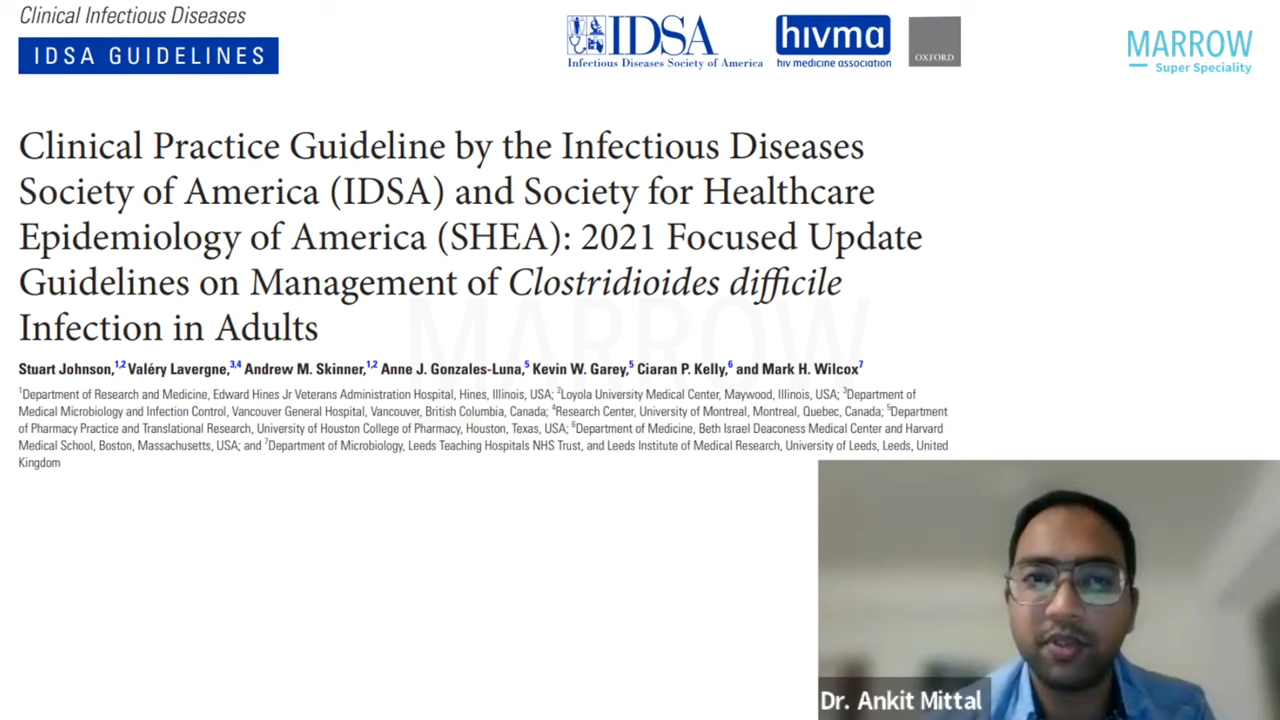 Clinical Infectious Diseases
IDSA GUIDELINES
IDSA
Infectious Diseases Society of America
hivma
hiv medicine association
OXFORD
MARROW
Super Speciality
Clinical Practice Guideline by the Infectious Diseases
Society of America (IDSA) and Society for Healthcare
Epidemiology of America (SHEA): 2021 Focused Update
Guidelines on Management of Clostridioides difficile
Infection in Adults
MARROW
Stuart Johnson,1,2 Valéry Lavergne,3,4 Andrew M. Skinner,1,2 Anne J. Gonzales-Luna,5 Kevin W. Garey,5 Ciaran P. Kelly,6 and Mark H. Wilcox7
1Department of Research and Medicine, Edward Hines Jr Veterans Administration Hospital, Hines, Illinois, USA; 2Loyola University Medical Center, Maywood, Illinois, USA; 3Department of
Medical Microbiology and Infection Control, Vancouver General Hospital, Vancouver, British Columbia, Canada; 4Research Center, University of Montreal, Montreal, Quebec, Canada; 5Department
of Pharmacy Practice and Translational Research, University of Houston College of Pharmacy, Houston, Texas, USA; 6Department of Medicine, Beth Israel Deaconess Medical Center and Harvard
Medical School, Boston, Massachusetts, USA; and 7Department of Microbiology, Leeds Teaching Hospitals NHS Trust, and Leeds Institute of Medical Research, University of Leeds, Leeds, United
Kingdom
Dr. Ankit Mittal